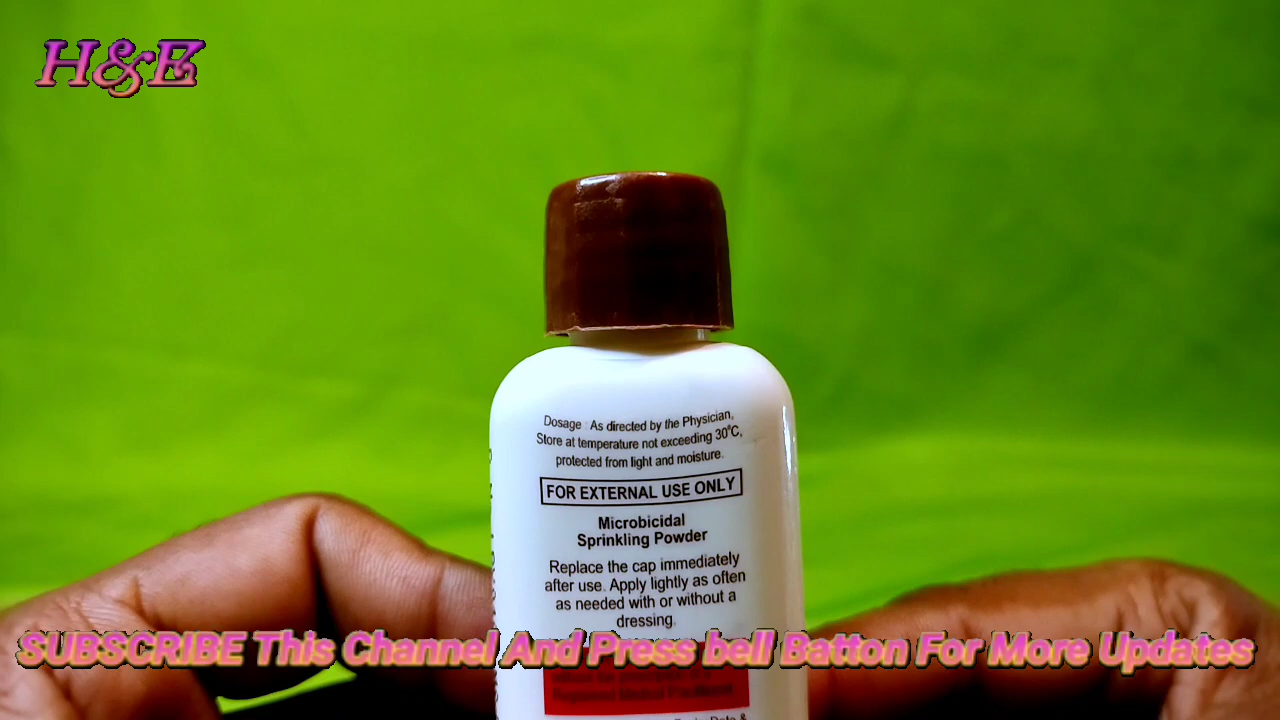 H&E
Dosage : As directed by the Physician,
Store at temperature not exceeding 30°C,
protected from light and moisture.
FOR EXTERNAL USE ONLY
Microbicidal
Sprinkling Powder
Replace the cap immediately
after use. Apply lightly as often
as needed with or without a
dressing.
SUBSCRIBE This Channel And Press bell Batton For More Updates